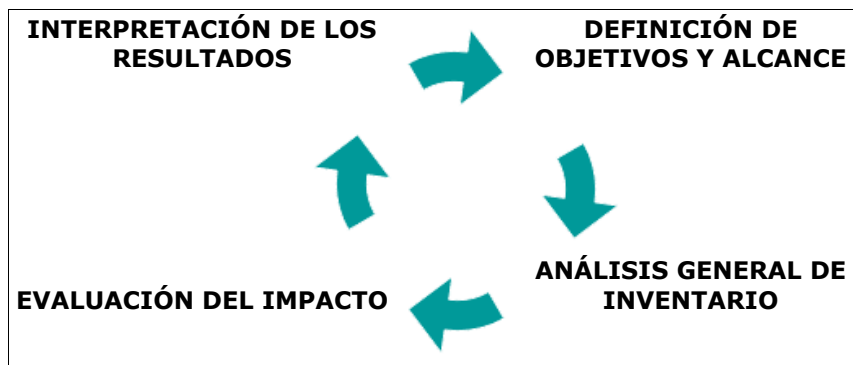 INTERPRETACIÓN DE LOS
RESULTADOS
DEFINICIÓN DE
OBJETIVOS Y ALCANCE
EVALUACIÓN DEL IMPACTO
ANÁLISIS GENERAL DE
INVENTARIO